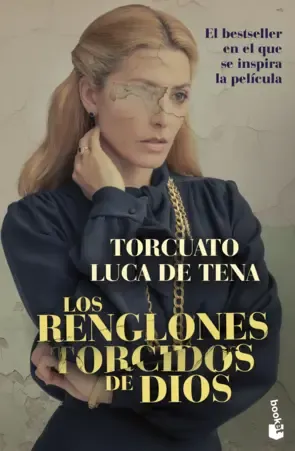 El bestseller
en el que
se inspira
la película
TORCUATO
LUCA DE TENA
LOS
RENGLONES
TORCIDOS
DE DIOS
booket